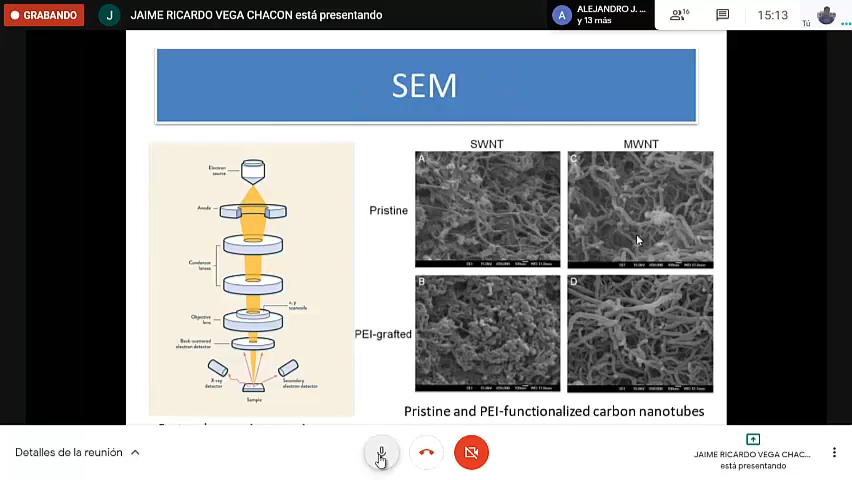 GRABANDO
J
JAIME RICARDO VEGA CHACON está presentando
A
ALEJANDRO J. ...
y 13 más
16
15:13
Tú
SEM
Electron source
Anode
Condenser lenses
x, y scancoils
Objective lens
Back-scattered electron detector
X-ray detector
Secondary electron detector
Sample
SWNT
MWNT
Pristine
PEI-grafted
A
C
B
D
Pristine and PEI-functionalized carbon nanotubes
Detalles de la reunión
JAIME RICARDO VEGA CHAC...
está presentando